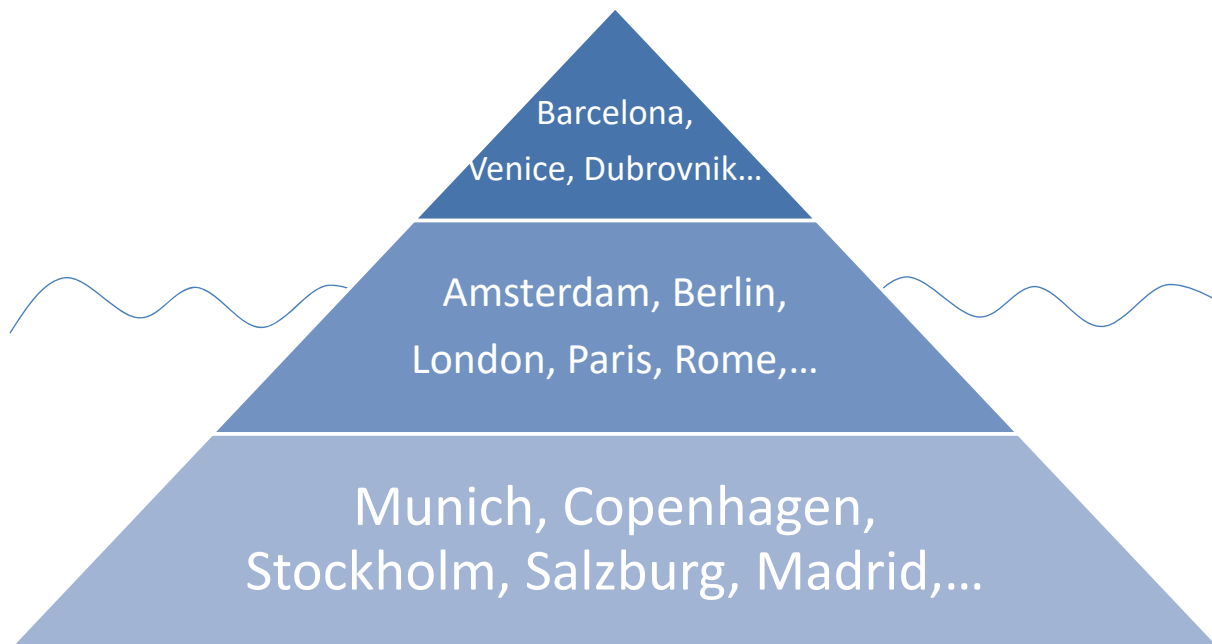 Barcelona,
Venice, Dubrovnik...
Amsterdam, Berlin,
London, Paris, Rome,...
Munich, Copenhagen,
Stockholm, Salzburg, Madrid,...